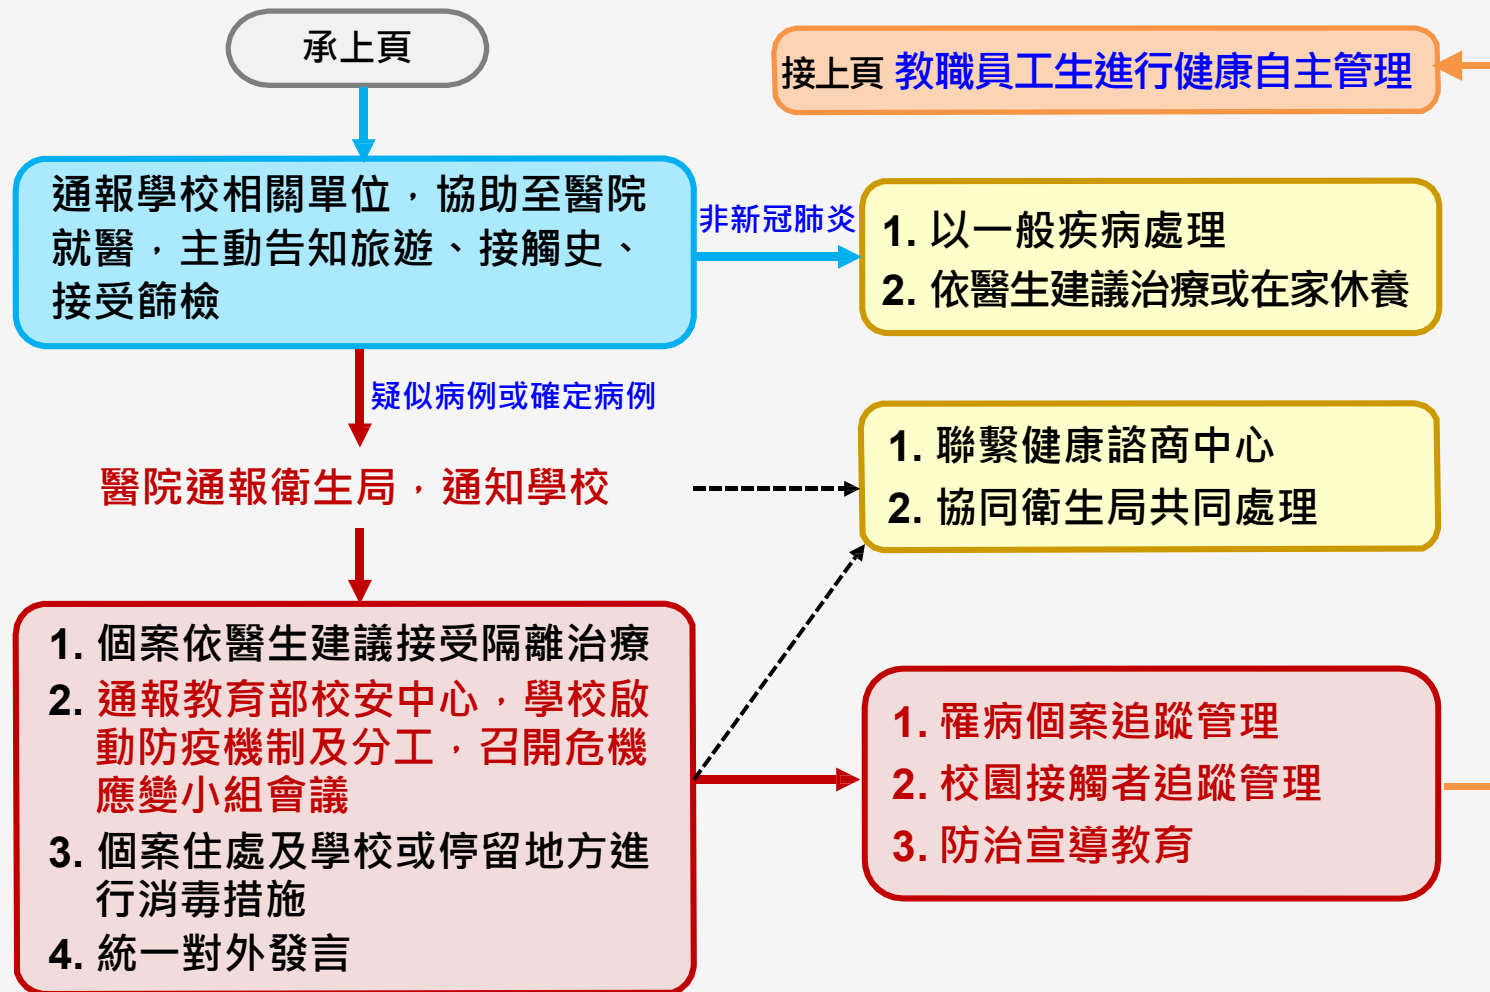 承上頁
接上頁 教職員工生進行健康自主管理
通報學校相關單位，協助至醫院
就醫，主動告知旅遊、接觸史、
接受篩檢
非新冠肺炎
1. 以一般疾病處理
2. 依醫生建議治療或在家休養
疑似病例或確定病例
醫院通報衛生局，通知學校
1. 聯繫健康諮商中心
2. 協同衛生局共同處理
1. 個案依醫生建議接受隔離治療
2. 通報教育部校安中心，學校啟
動防疫機制及分工，召開危機
應變小組會議
3. 個案住處及學校或停留地方進
行消毒措施
4. 統一對外發言
1. 罹病個案追蹤管理
2. 校園接觸者追蹤管理
3. 防治宣導教育